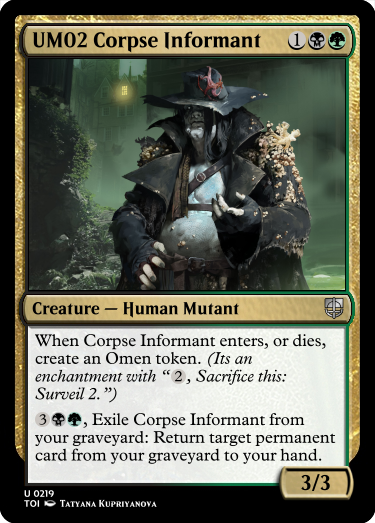 UM02 Corpse Informant 1
Creature — Human Mutant
When Corpse Informant enters, or dies,
create an Omen token. (Its an
enchantment with “2, Sacrifice this:
Surveil 2.”)
3, Exile Corpse Informant from
your graveyard: Return target permanent
card from your graveyard to your hand.
3/3
U 0219
TOI Tatyana Kupriyanova